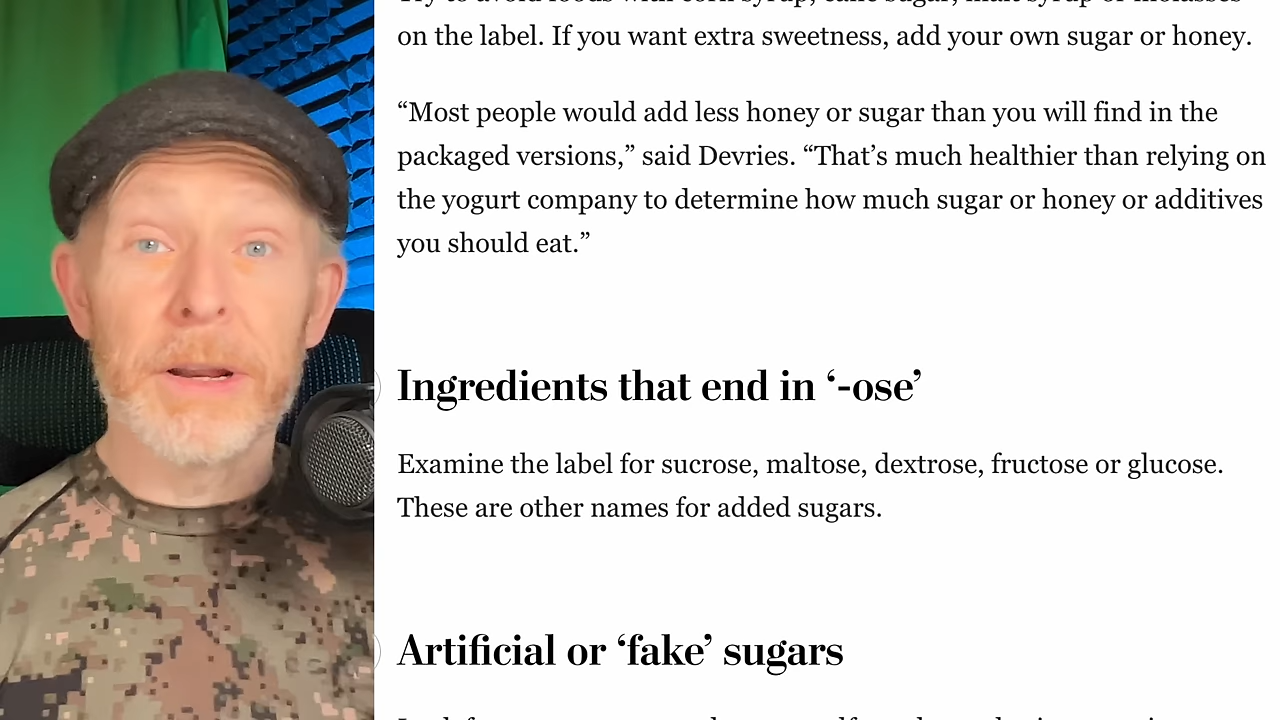 on the label. If you want extra sweetness, add your own sugar or honey.
“Most people would add less honey or sugar than you will find in the
packaged versions,” said Devries. “That’s much healthier than relying on
the yogurt company to determine how much sugar or honey or additives
you should eat.”
Ingredients that end in ‘-ose’
Examine the label for sucrose, maltose, dextrose, fructose or glucose.
These are other names for added sugars.
Artificial or ‘fake’ sugars